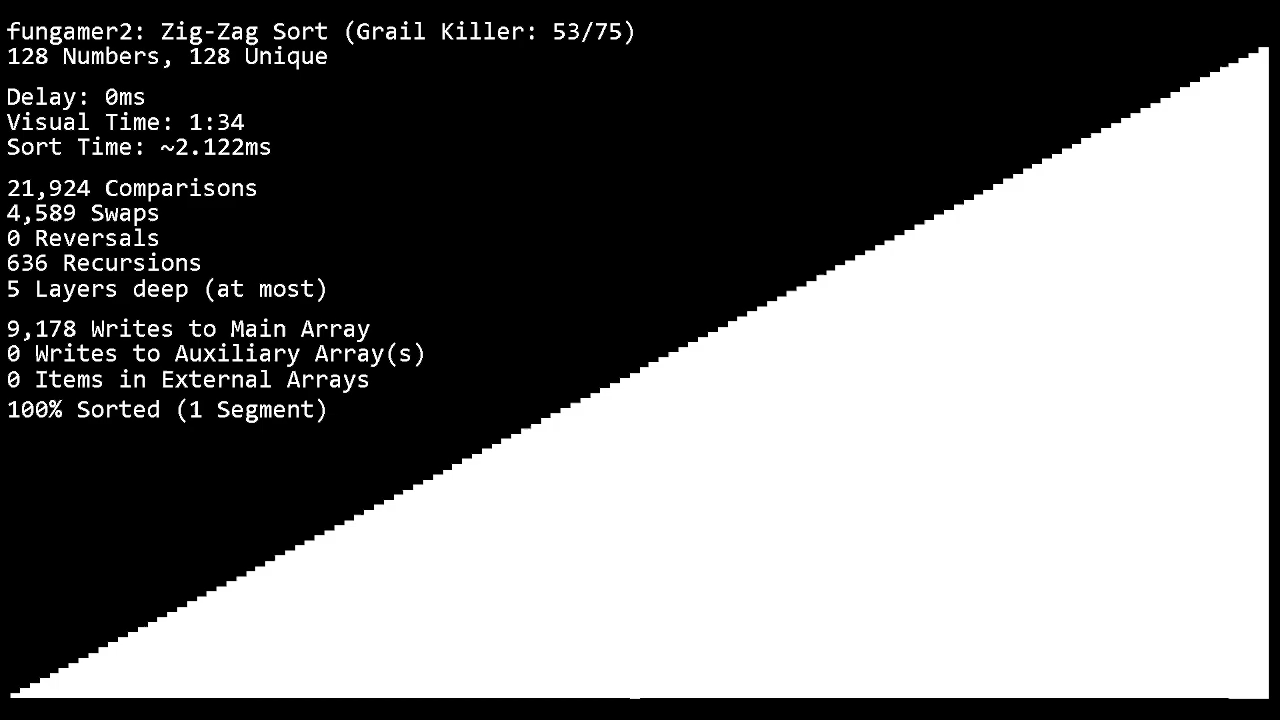 fungamer2: Zig-Zag Sort (Grail Killer: 53/75)
128 Numbers, 128 Unique
Delay: 0ms
Visual Time: 1:34
Sort Time: ~2.122ms
21,924 Comparisons
4,589 Swaps
0 Reversals
636 Recursions
5 Layers deep (at most)
9,178 Writes to Main Array
0 Writes to Auxiliary Array(s)
0 Items in External Arrays
100% Sorted (1 Segment)